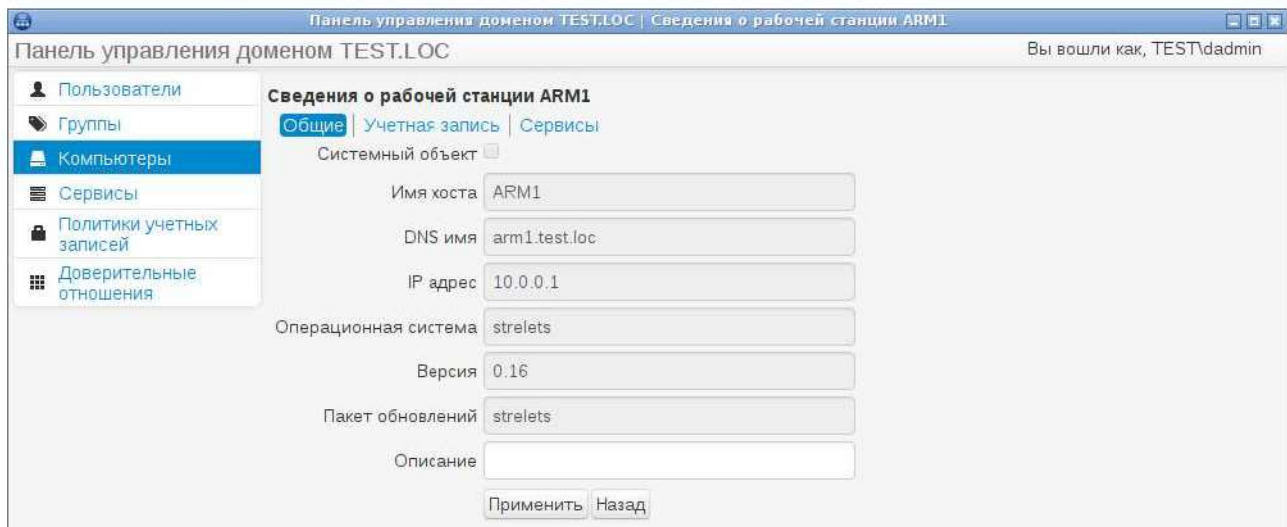 Панель управления доменом TEST.LOC | Сведения о рабочей станции ARM1
Панель управления доменом TEST.LOC
Вы вошли как, TEST\dadmin
Пользователи
Группы
Компьютеры
Сервисы
Политики учетных
записей
Доверительные
отношения
Сведения о рабочей станции ARM1
Общие | Учетная запись | Сервисы
Системный объект
Имя хоста ARM1
DNS имя arm1.test.loc
IP адрес 10.0.0.1
Операционная система strelets
Версия 0.16
Пакет обновлений strelets
Описание
Применить Назад